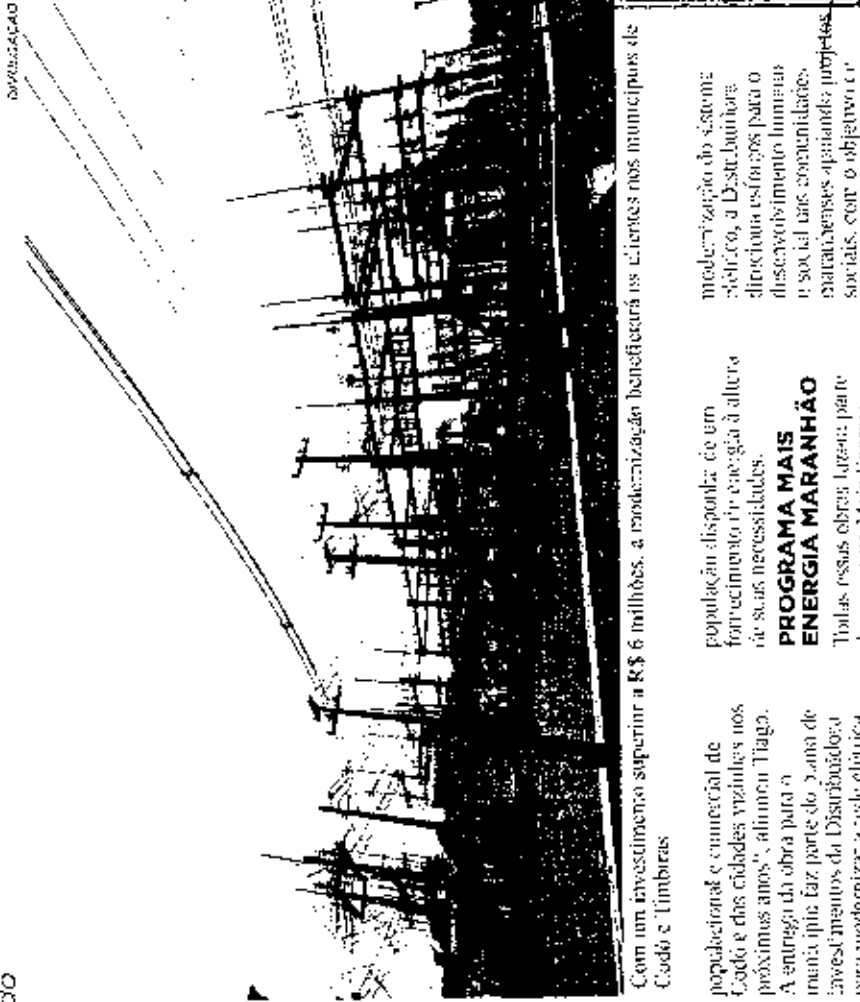 DIVULGAÇÃO
Com um investimento superior a R$ 6 milhões, a modernização beneficiará os clientes nos municípios de
Codó e Timbiras
populacional e comercial de
Codó e das cidades vizinhas nos
próximos anos", afirmou Tiago.
A entrega da obra para o
município faz parte do plano de
investimentos da Distribuidora
para modernizar a rede elétrica
população disponha de um
fornecimento de energia à altura
de suas necessidades.
PROGRAMA MAIS
ENERGIA MARANHÃO
Todas essas obras fazem parte
modernização do sistema
elétrico, a Distribuidora
direciona esforços para o
desenvolvimento humano
e social das comunidades
maranhenses apoiando projetos
sociais, com o objetivo de